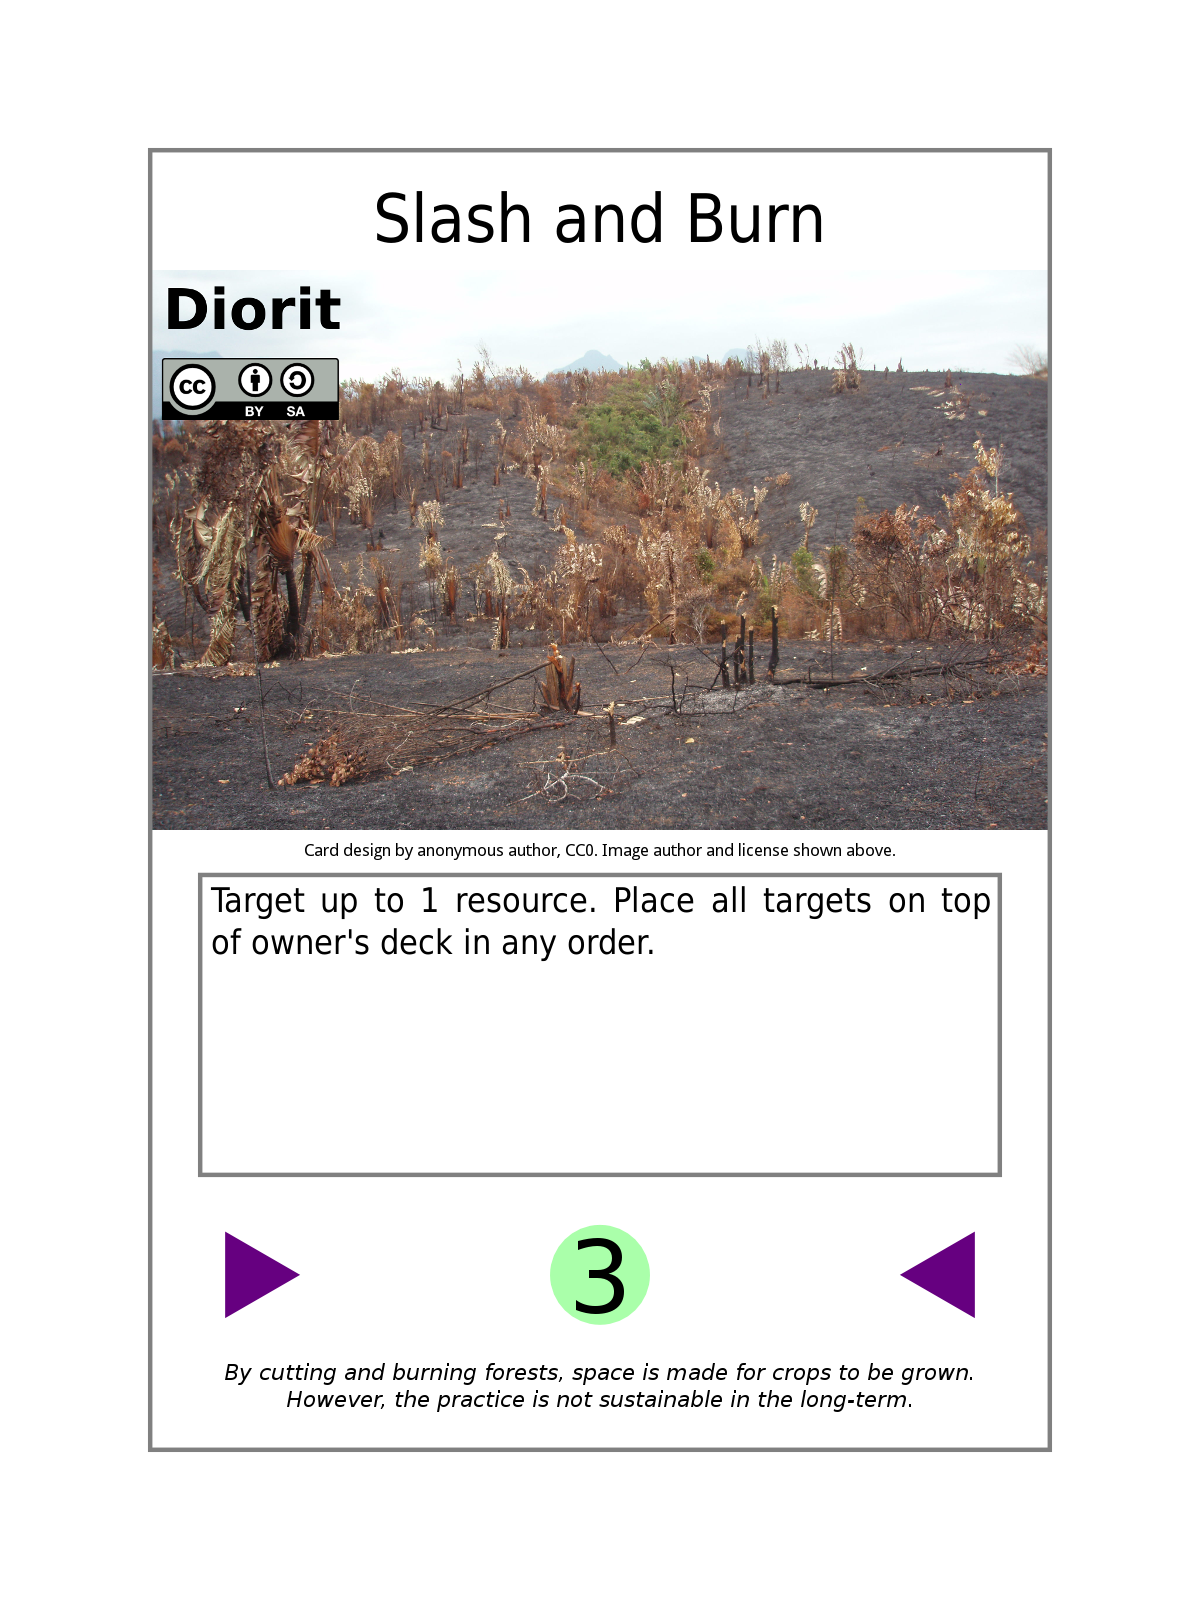 Slash and Burn
Diorit
cc
BY SA
Card design by anonymous author, CC0. Image author and license shown above.
Target up to 1 resource. Place all targets on top
of owner's deck in any order.
3
By cutting and burning forests, space is made for crops to be grown.
However, the practice is not sustainable in the long-term.